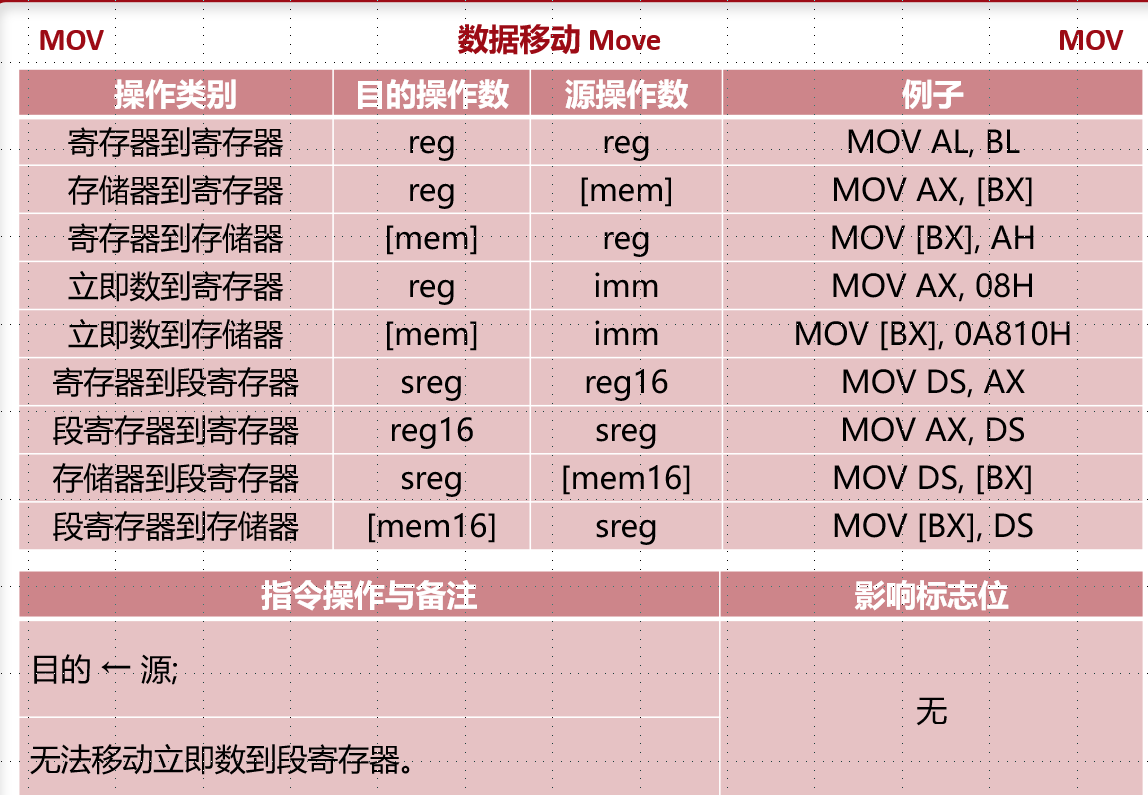 MOV 数据移动 Move MOV
操作类别 目的操作数 源操作数 例子
寄存器到寄存器 reg reg MOV AL, BL
存储器到寄存器 reg [mem] MOV AX, [BX]
寄存器到存储器 [mem] reg MOV [BX], AH
立即数到寄存器 reg imm MOV AX, 08H
立即数到存储器 [mem] imm MOV [BX], 0A810H
寄存器到段寄存器 sreg reg16 MOV DS, AX
段寄存器到寄存器 reg16 sreg MOV AX, DS
存储器到段寄存器 sreg [mem16] MOV DS, [BX]
段寄存器到存储器 [mem16] sreg MOV [BX], DS
指令操作与备注 影响标志位
目的 ← 源;
无
无法移动立即数到段寄存器。